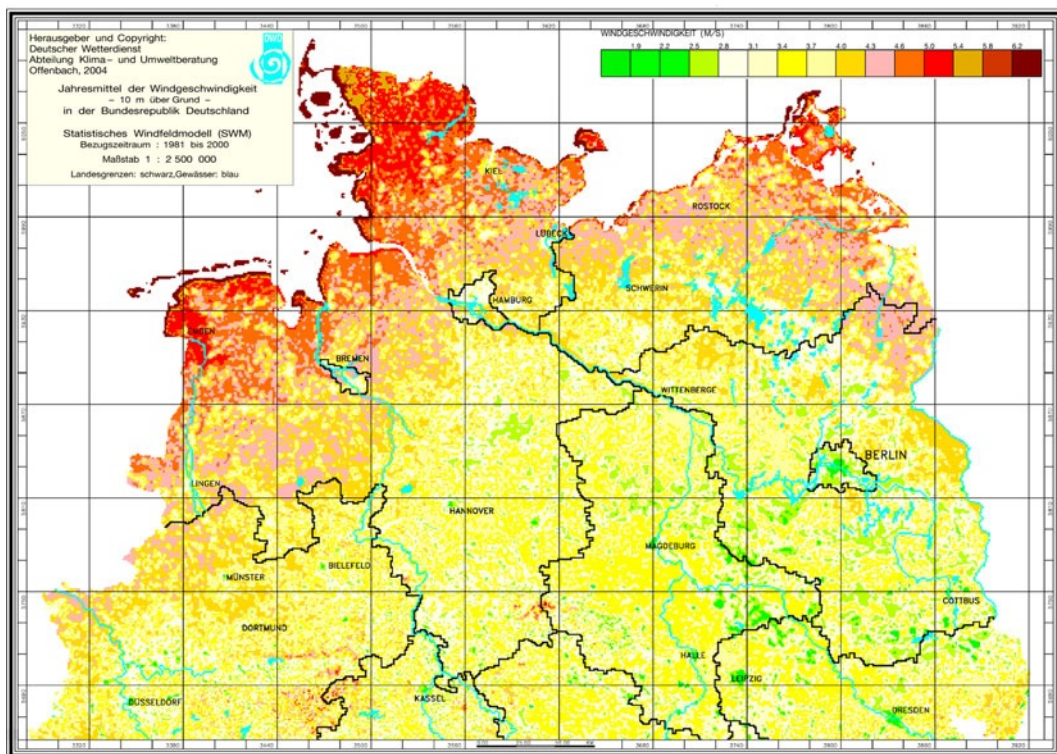 Herausgeber und Copyright:
Deutscher Wetterdienst
Abteilung Klima- und Umweltberatung
Offenbach, 2004
DWD
Jahresmittel der Windgeschwindigkeit
- 10 m über Grund -
in der Bundesrepublik Deutschland
Statistisches Windfeldmodell (SWM)
Bezugszeitraum : 1981 bis 2000
Maßstab 1 : 2 500 000
Landesgrenzen: schwarz,Gewässer: blau
WINDGESCHWINDIGKEIT (M/S)
1.9 2.2 2.5 2.8 3.1 3.4 3.7 4.0 4.3 4.6 5.0 5.4 5.8 6.2
KIEL
ROSTOCK
LÜBECK
SCHWERIN
HAMBURG
EMDEN
BREMEN
WITTENBERGE
BERLIN
LINGEN
HANNOVER
MAGDEBURG
BIELEFELD
MÜNSTER
COTTBUS
DORTMUND
HALLE
LEIPZIG
KASSEL
DÜSSELDORF
DRESDEN